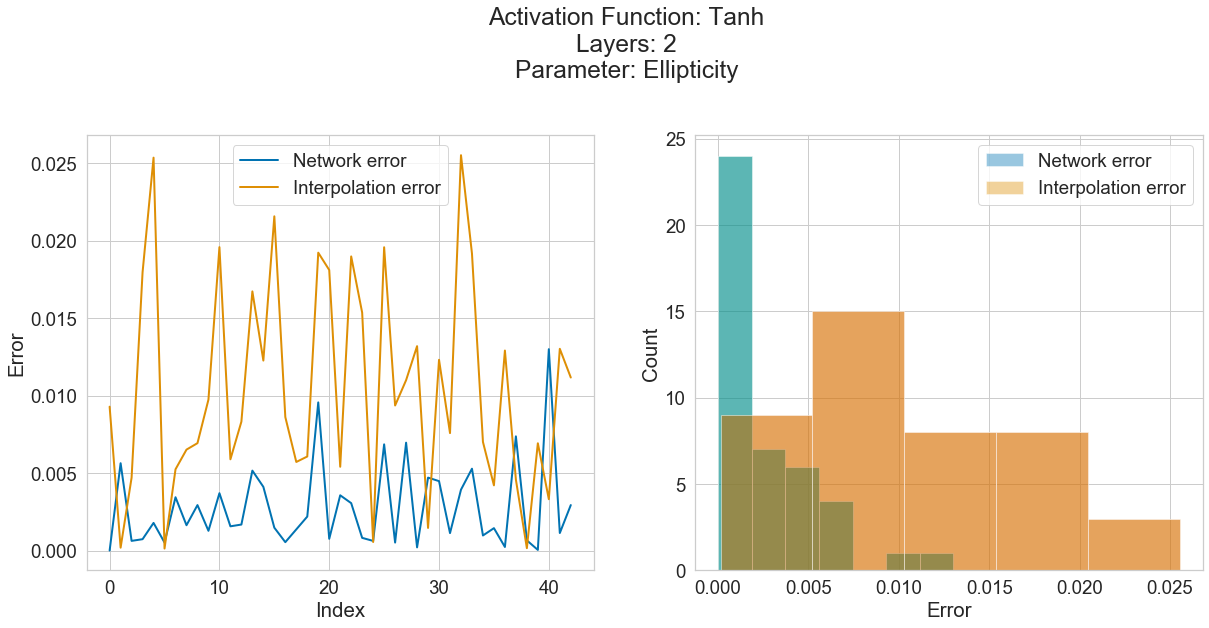 Activation Function: Tanh
Layers: 2
Parameter: Ellipticity
Network error
Interpolation error
0.025
0.020
0.015
0.010
0.005
0.000
Error
0
10
20
30
40
Index
Network error
Interpolation error
25
20
15
10
5
0
Count
0.000
0.005
0.010
0.015
0.020
0.025
Error